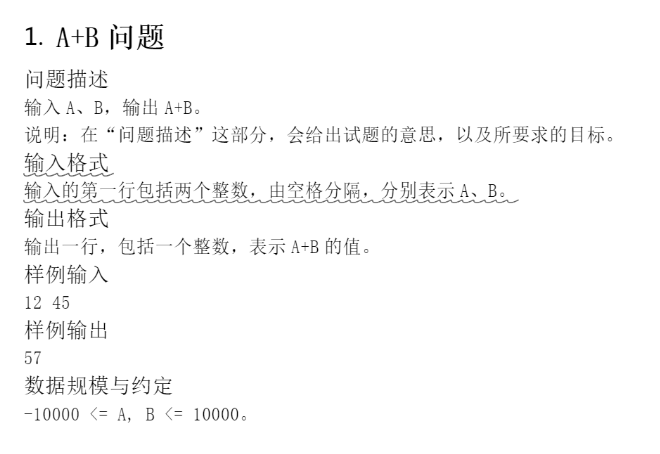 1. A+B 问题
问题描述
输入 A、B，输出 A+B。
说明：在“问题描述”这部分，会给出试题的意思，以及所要求的目标。
输入格式
输入的第一行包括两个整数，由空格分隔，分别表示 A、B。
输出格式
输出一行，包括一个整数，表示 A+B 的值。
样例输入
12 45
样例输出
57
数据规模与约定
-10000 <= A, B <= 10000。